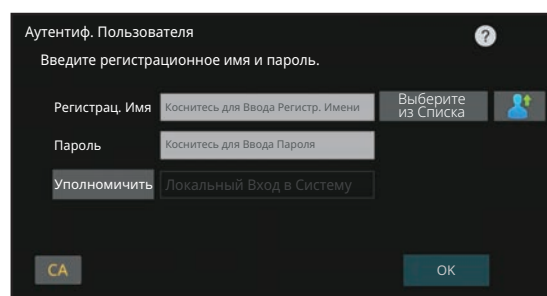 Аутентиф. Пользователя
?
Введите регистрационное имя и пароль.
Регистрац. Имя
Коснитесь для Ввода Регистр. Имени
Выберите
из Списка
Пароль
Коснитесь для Ввода Пароля
Уполномичить
Локальный Вход в Систему
CA
OK